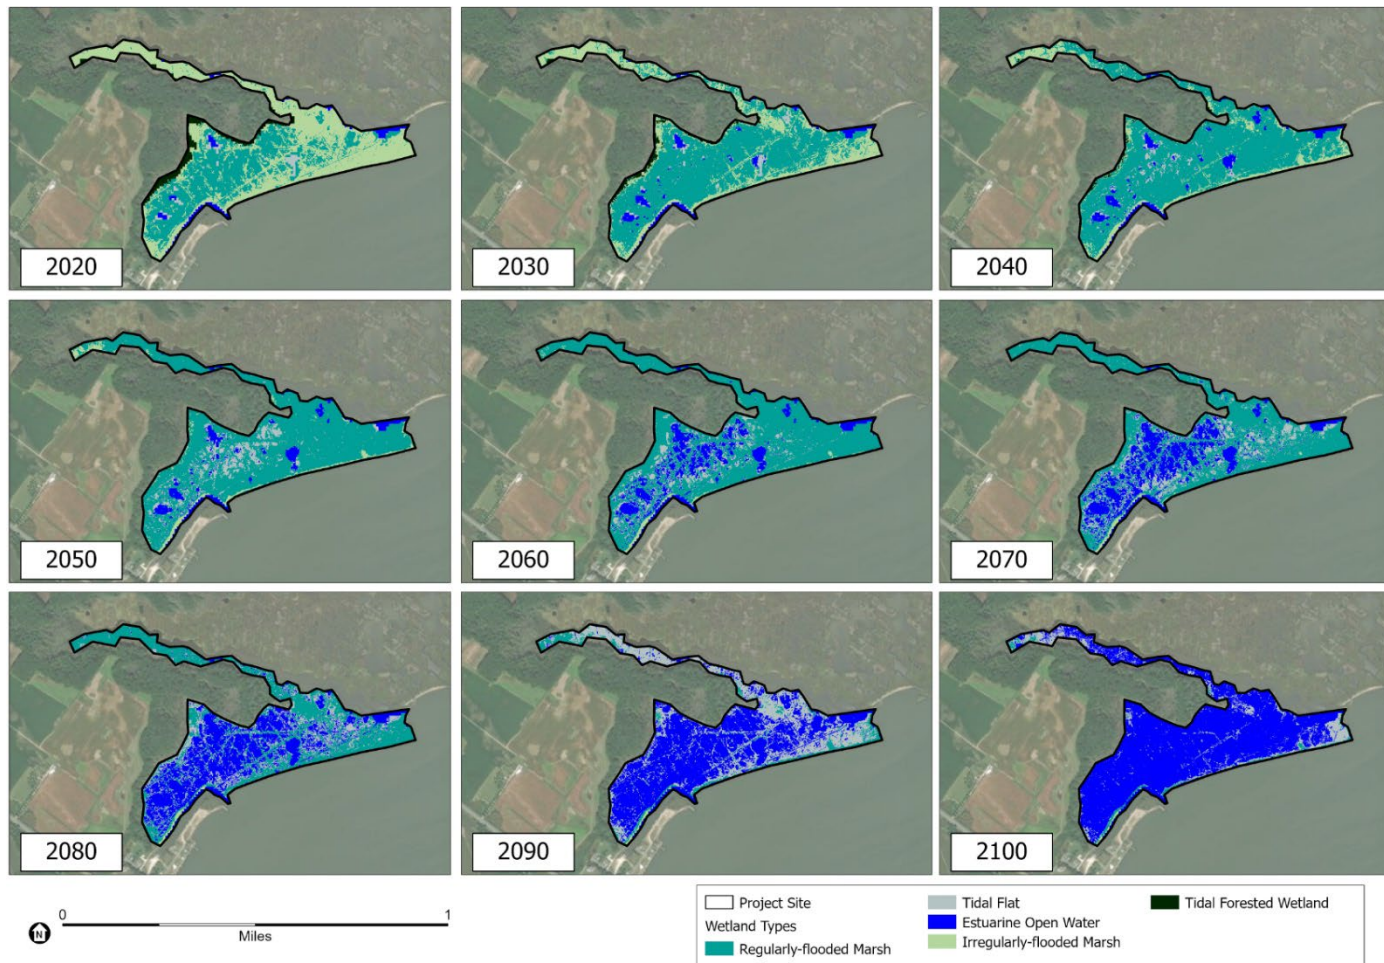 2020
2030
2040
2050
2060
2070
2080
2090
2100
0
1
Miles
N
Project Site
Wetland Types
Regularly-flooded Marsh
Tidal Flat
Estuarine Open Water
Irregularly-flooded Marsh
Tidal Forested Wetland